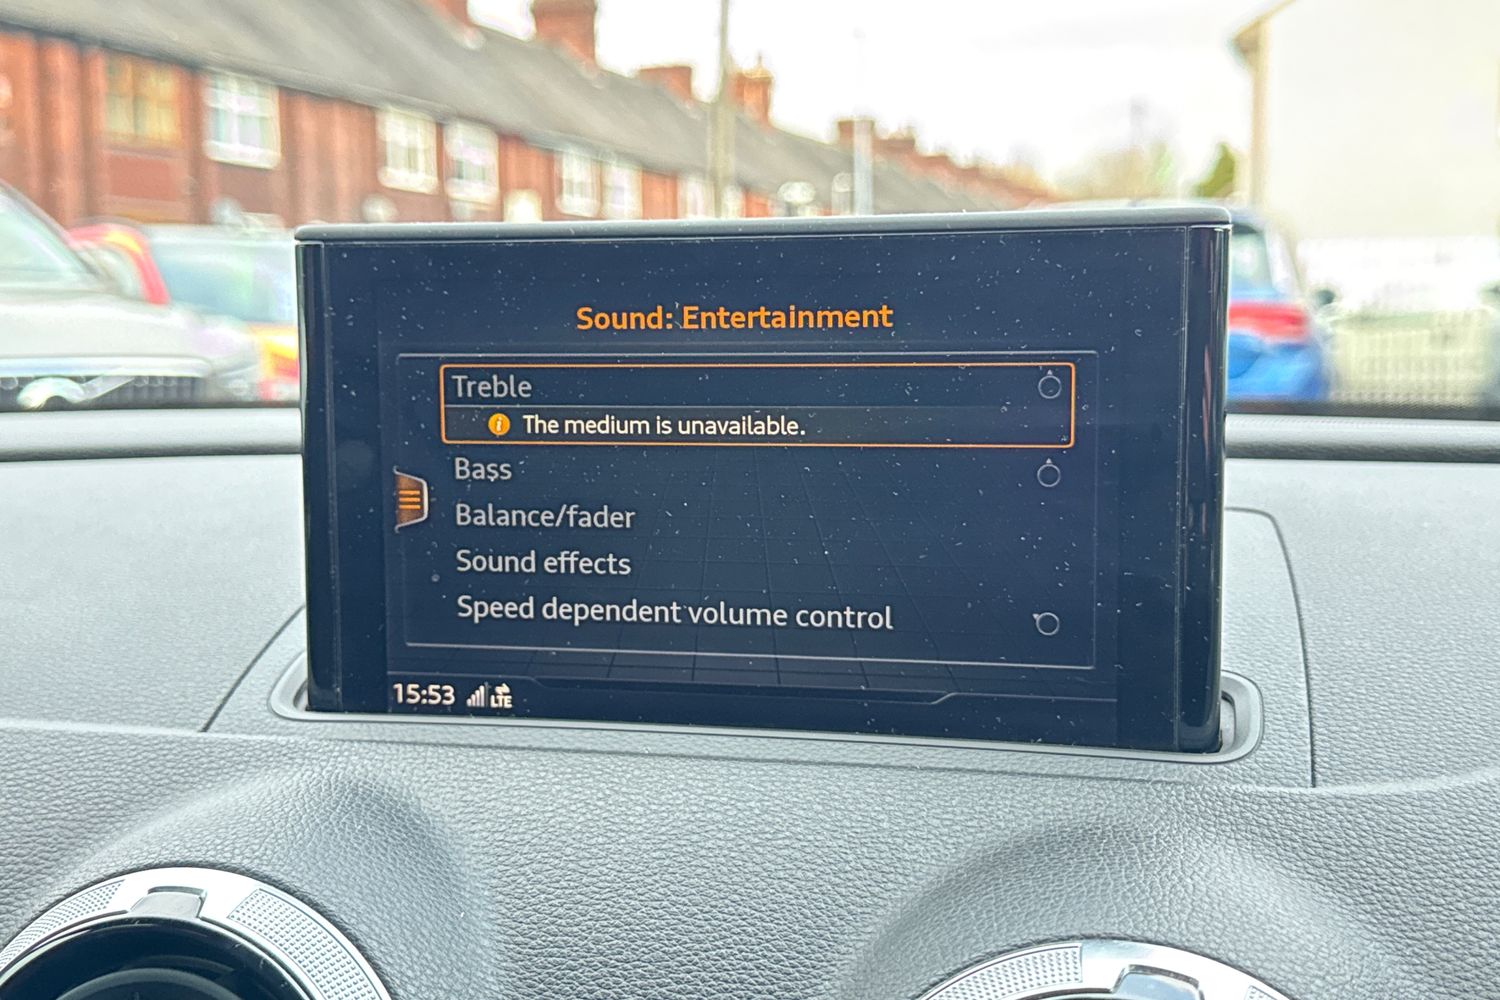 Sound: Entertainment
Treble
The medium is unavailable.
Bass
Balance/fader
Sound effects
Speed dependent volume control
15:53 LTE